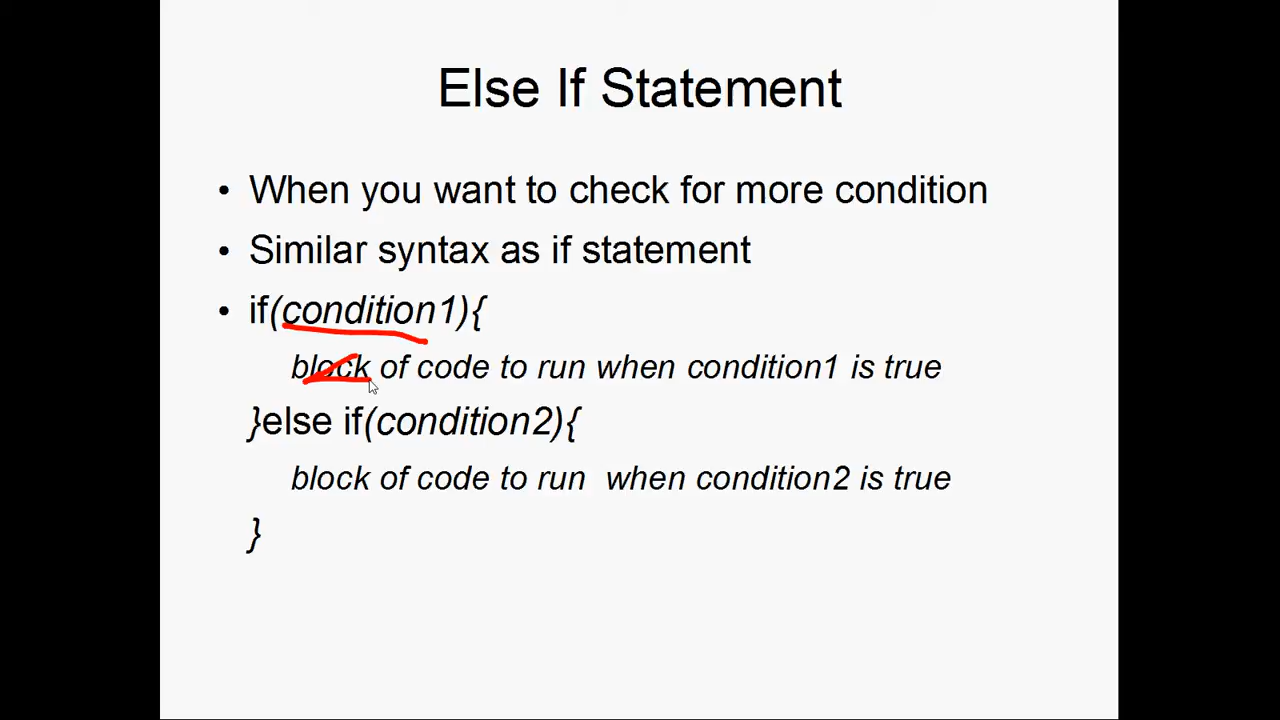 Else If Statement
• When you want to check for more condition
• Similar syntax as if statement
• if(condition1){
block of code to run when condition1 is true
}else if(condition2){
block of code to run  when condition2 is true
}